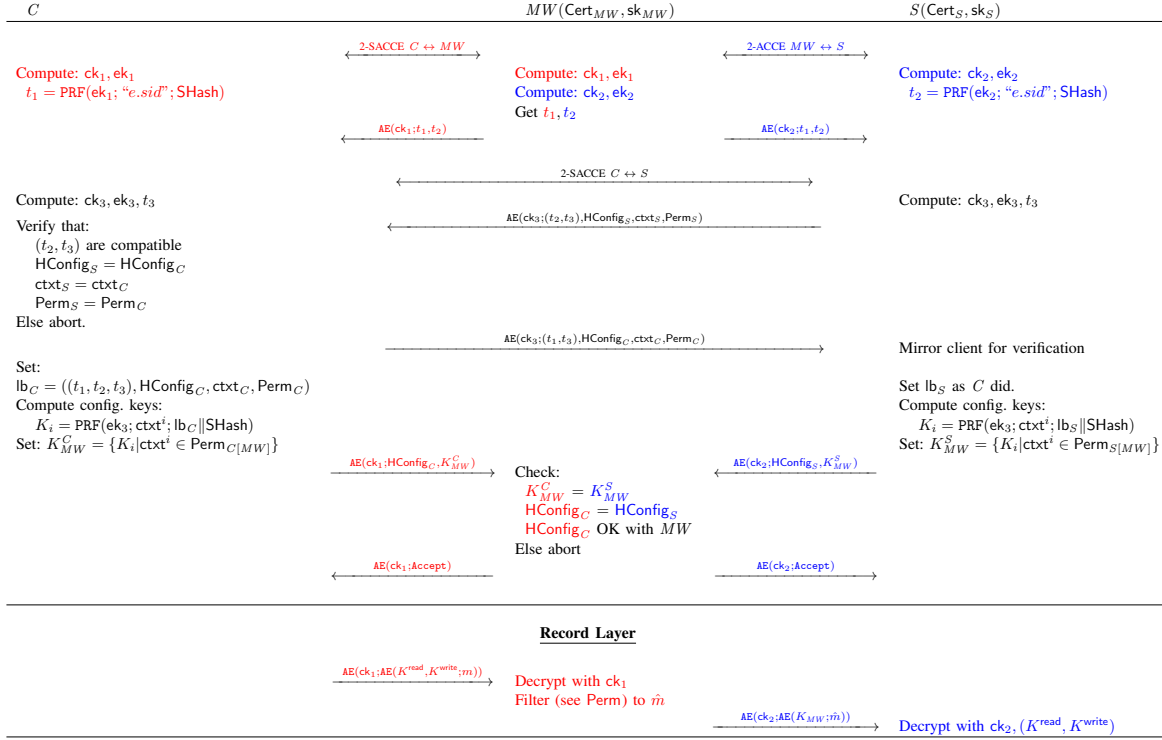 C MW(Cert_MW, sk_MW) S(Cert_S, sk_S)
2-SACCE C ↔ MW 2-ACCE MW ↔ S
Compute: ck_1, ek_1 Compute: ck_1, ek_1 Compute: ck_2, ek_2
t_1 = PRF(ek_1; "e.sid"; SHash) Compute: ck_2, ek_2 t_2 = PRF(ek_2; "e.sid"; SHash)
Get t_1, t_2
AE(ck_1;t_1,t_2) AE(ck_2;t_1,t_2)
2-SACCE C ↔ S
Compute: ck_3, ek_3, t_3 Compute: ck_3, ek_3, t_3
AE(ck_3;(t_2,t_3),HConfig_S,ctxt_S,Perm_S)
Verify that:
(t_2, t_3) are compatible
HConfig_S = HConfig_C
ctxt_S = ctxt_C
Perm_S = Perm_C
Else abort.
AE(ck_3;(t_1,t_3),HConfig_C,ctxt_C,Perm_C)
Mirror client for verification
Set:
lb_C = ((t_1, t_2, t_3), HConfig_C, ctxt_C, Perm_C) Set lb_S as C did.
Compute config. keys: Compute config. keys:
K_i = PRF(ek_3; ctxt^i; lb_C‖SHash) K_i = PRF(ek_3; ctxt^i; lb_S‖SHash)
Set: K^C_MW = {K_i|ctxt^i ∈ Perm_C[MW]} Set: K^S_MW = {K_i|ctxt^i ∈ Perm_S[MW]}
AE(ck_1;HConfig_C,K^C_MW) AE(ck_2;HConfig_S,K^S_MW)
Check:
K^C_MW = K^S_MW
HConfig_C = HConfig_S
HConfig_C OK with MW
Else abort
AE(ck_1;Accept) AE(ck_2;Accept)
Record Layer
AE(ck_1;AE(K^read,K^write;m))
Decrypt with ck_1
Filter (see Perm) to m̂
AE(ck_2;AE(K_MW;m̂))
Decrypt with ck_2, (K^read, K^write)